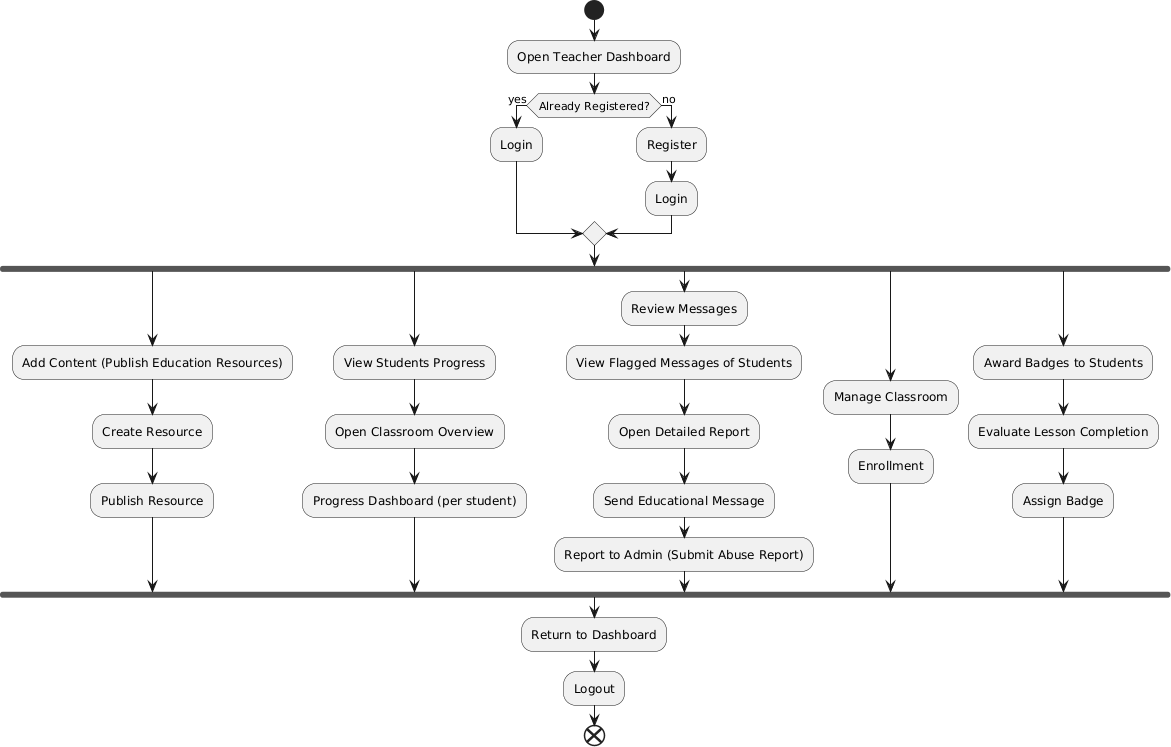 Open Teacher Dashboard
yes
Already Registered?
no
Login
Register
Login
Add Content (Publish Education Resources)
Create Resource
Publish Resource
View Students Progress
Open Classroom Overview
Progress Dashboard (per student)
Review Messages
View Flagged Messages of Students
Open Detailed Report
Send Educational Message
Report to Admin (Submit Abuse Report)
Manage Classroom
Enrollment
Award Badges to Students
Evaluate Lesson Completion
Assign Badge
Return to Dashboard
Logout